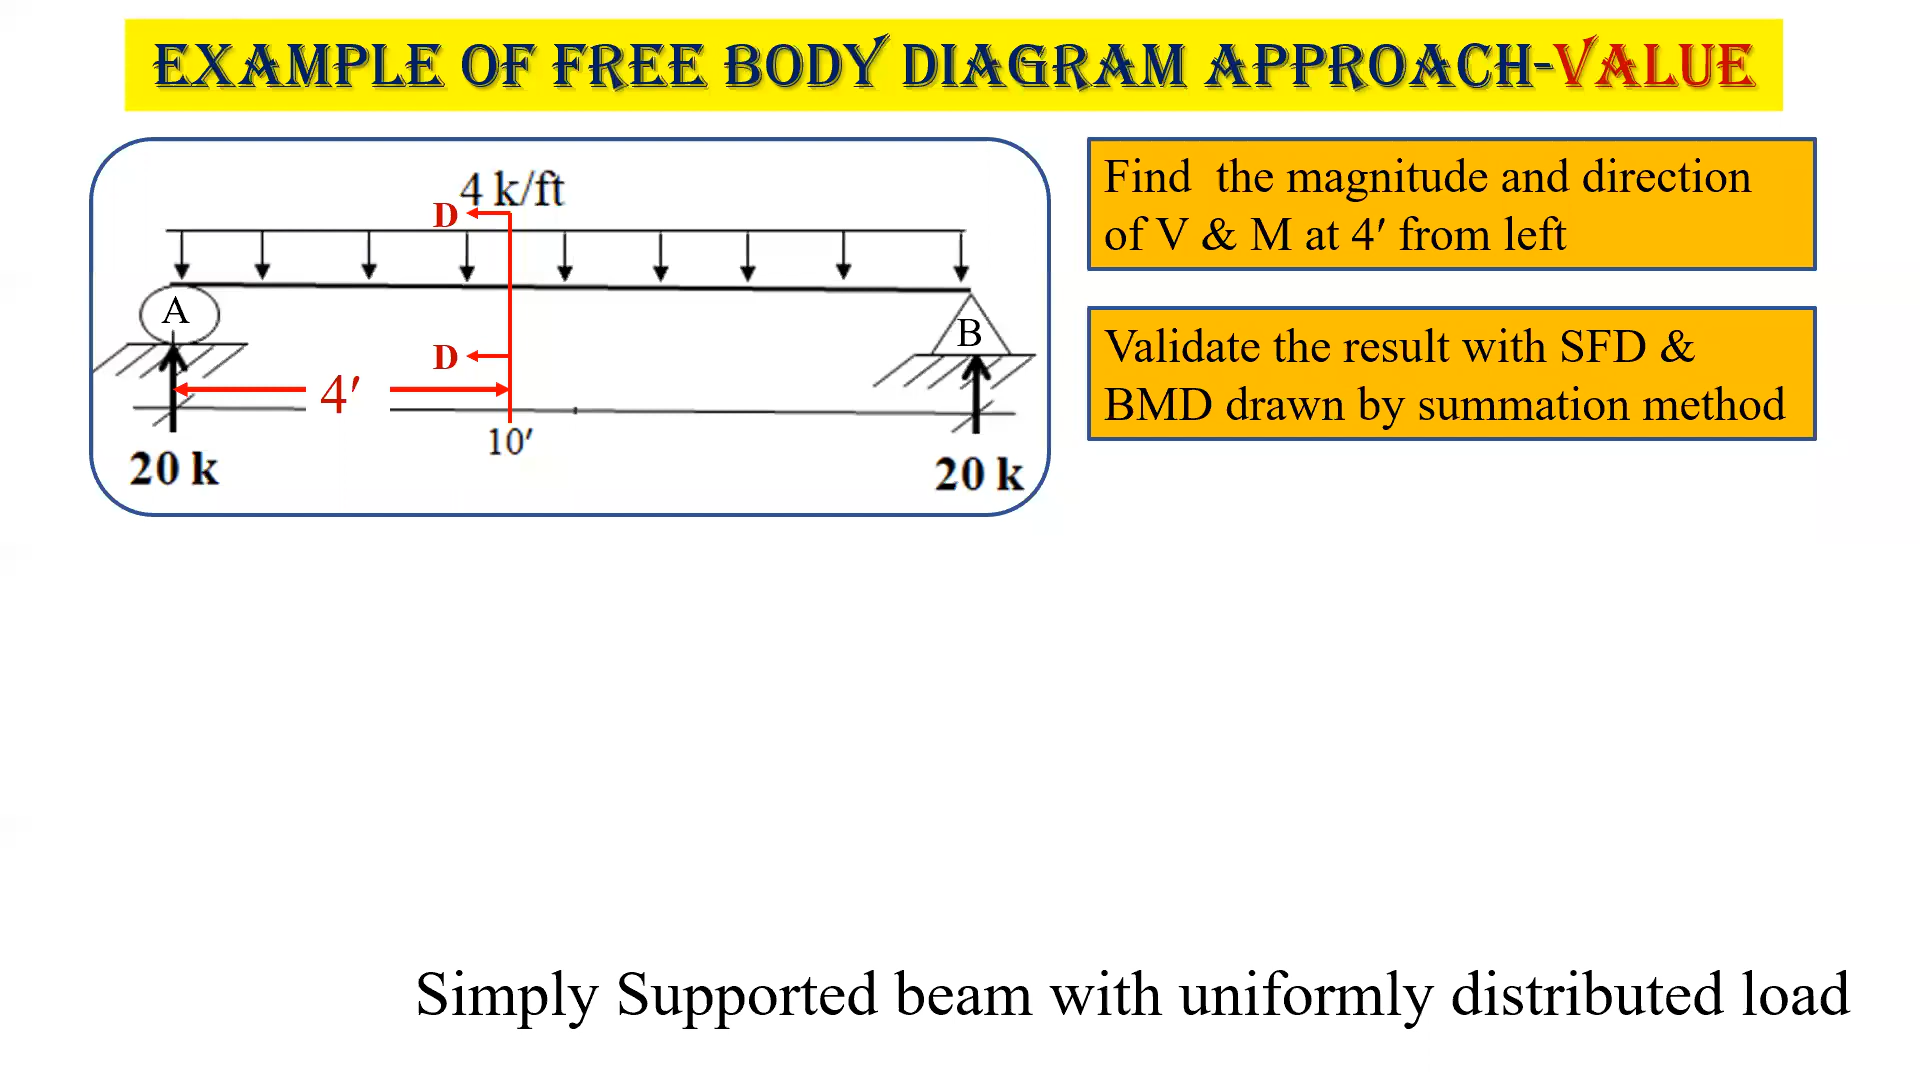 EXAMPLE OF FREE BODY DIAGRAM APPROACH-VALUE
4 k/ft
D
A
B
D
4′
10′
20 k
20 k
Find the magnitude and direction
of V & M at 4′ from left
Validate the result with SFD &
BMD drawn by summation method
Simply Supported beam with uniformly distributed load